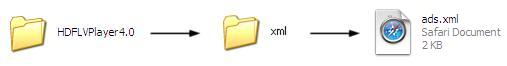 HDFLVPlayer4.0
xml
ads.xml
Safari Document
2 KB